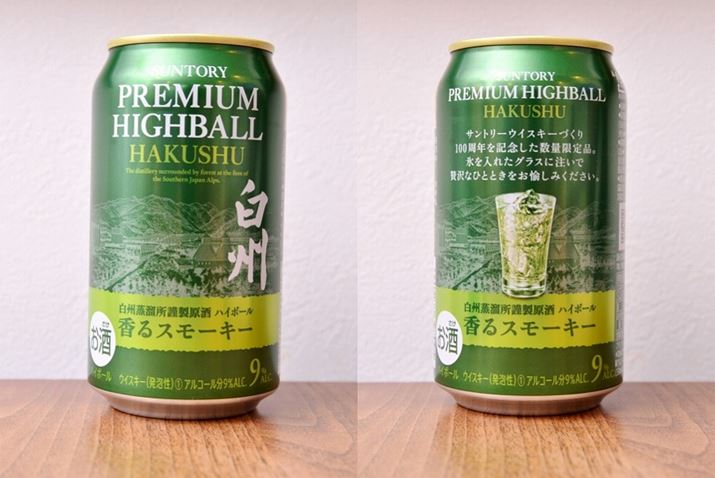 SUNTORY
PREMIUM
HIGHBALL
HAKUSHU
The distillery surrounded by forest at the feet of
the Southern Japan Alps.
白州
白州蒸溜所謹製原酒 ハイボール
香るスモーキー
お酒
イボール ウイスキー(発泡性)① アルコール分9%ALC.
9%
ALC.
SUNTORY
PREMIUM HIGHBALL
HAKUSHU
サントリーウイスキーづくり
100周年を記念した数量限定品。
氷を入れたグラスに注いで
贅沢なひとときをお愉しみください。
白州蒸溜所謹製原酒 ハイボール
香るスモーキー
お酒
イボール ウイスキー(発泡性)① アルコール分9%ALC.
9%
ALC.